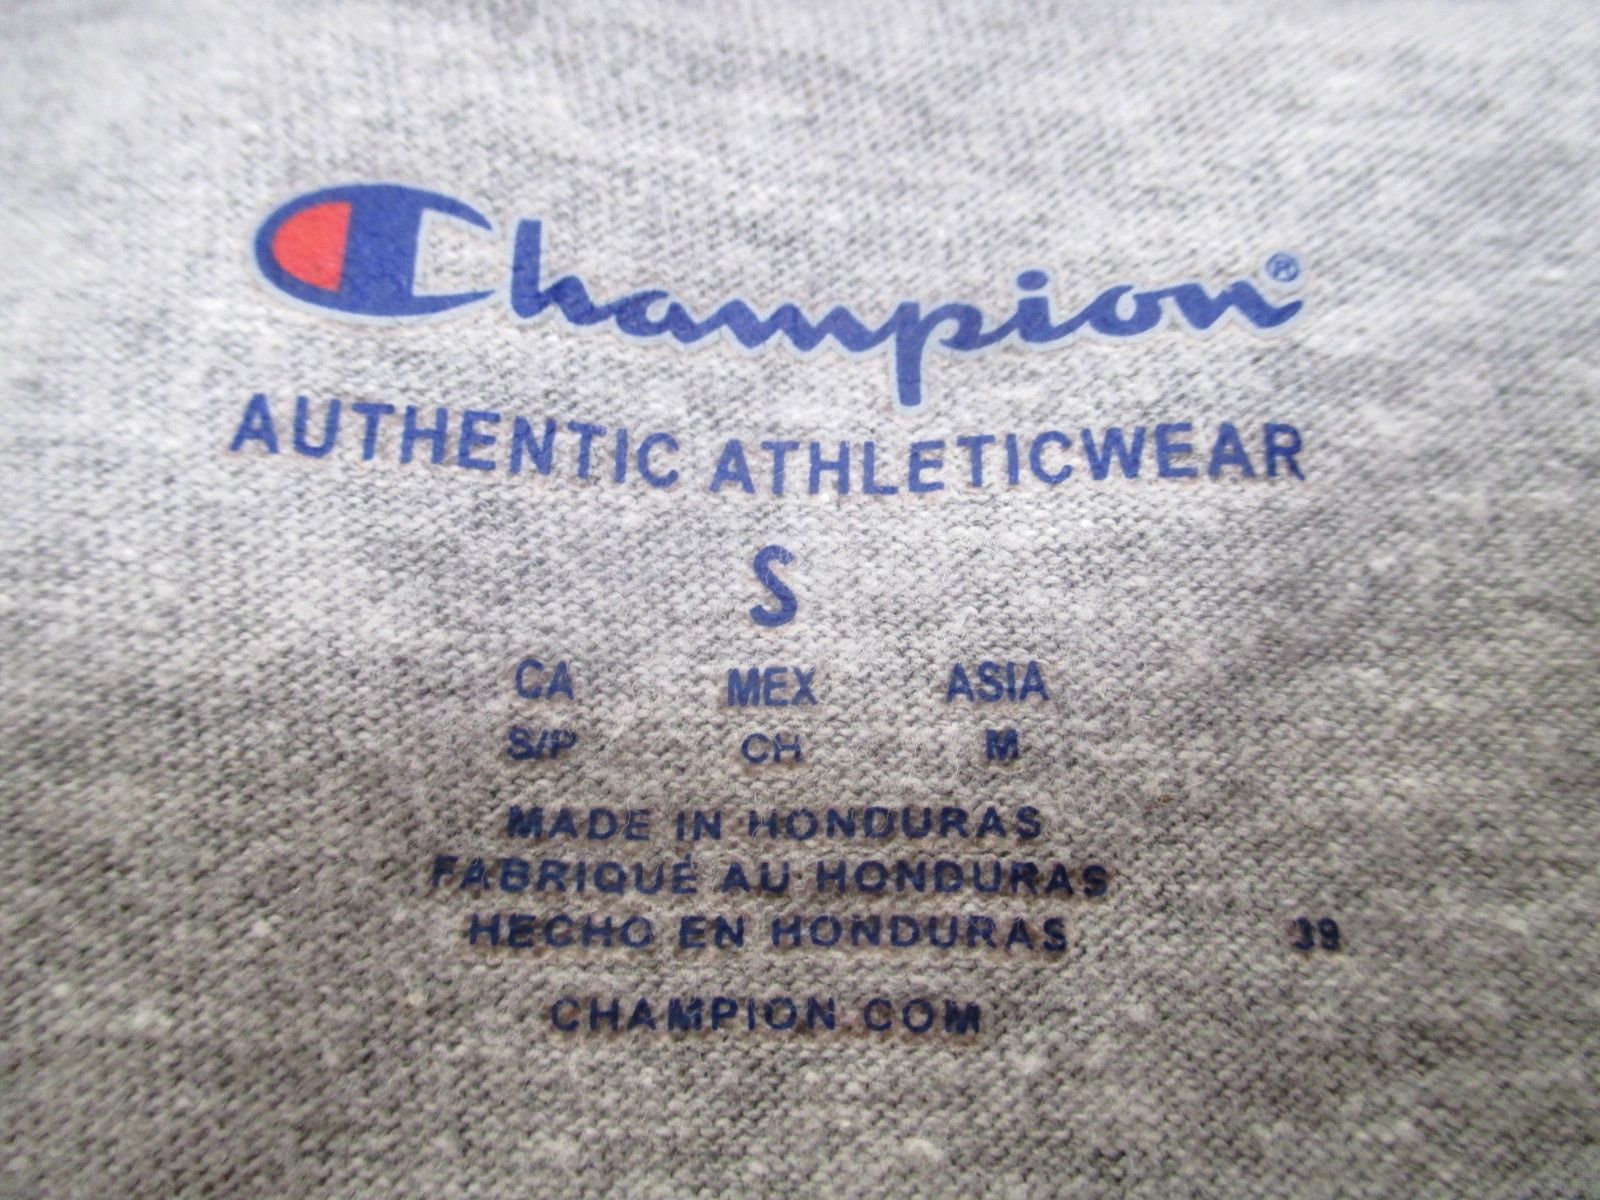 Champion®
AUTHENTIC ATHLETICWEAR
S
CA MEX ASIA
S/P CH M
MADE IN HONDURAS
FABRIQUÉ AU HONDURAS
HECHO EN HONDURAS 39
CHAMPION.COM